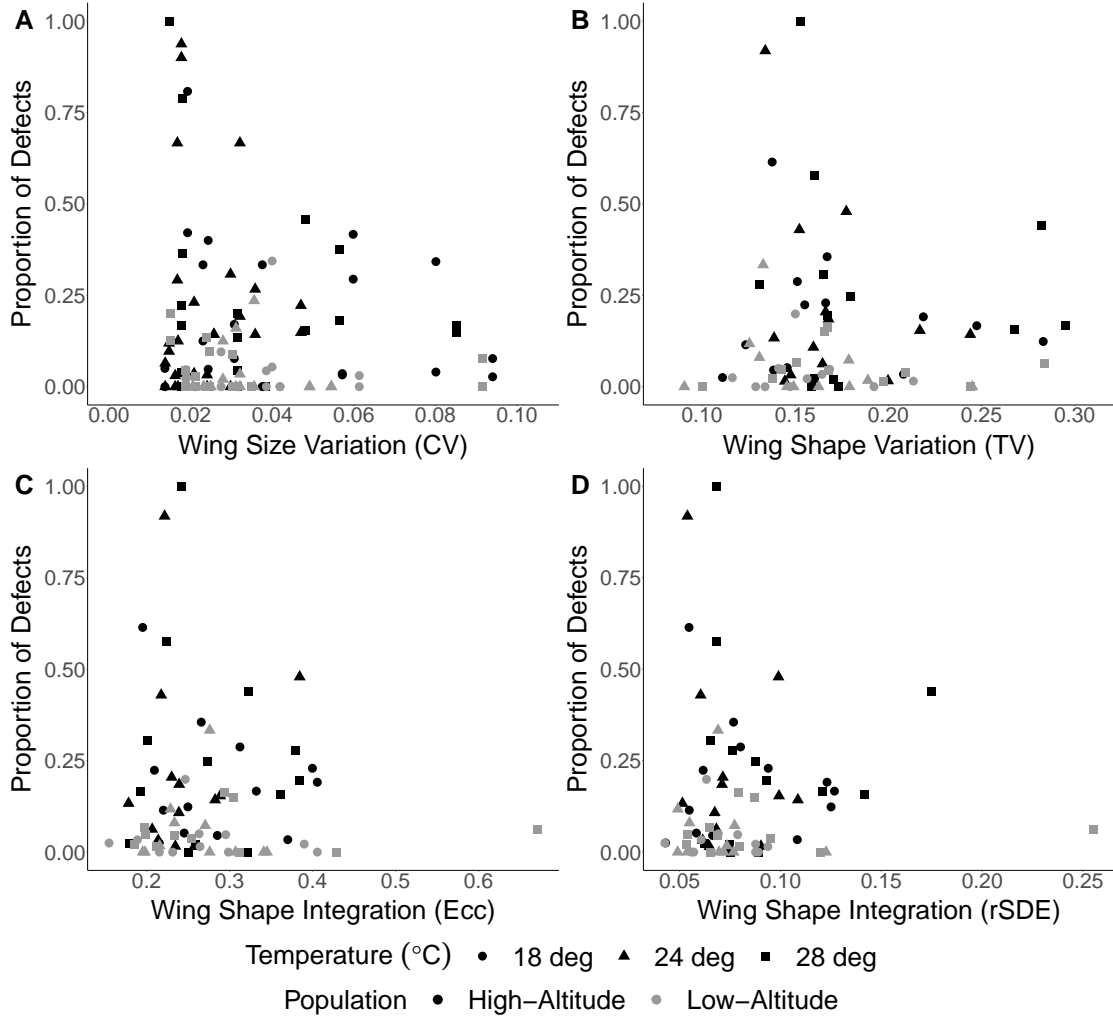 A
1.00
0.75
0.50
0.25
0.00
Proportion of Defects
0.00 0.02 0.04 0.06 0.08 0.10
Wing Size Variation (CV)
B
1.00
0.75
0.50
0.25
0.00
Proportion of Defects
0.10 0.15 0.20 0.25 0.30
Wing Shape Variation (TV)
C
1.00
0.75
0.50
0.25
0.00
Proportion of Defects
0.2 0.3 0.4 0.5 0.6
Wing Shape Integration (Ecc)
D
1.00
0.75
0.50
0.25
0.00
Proportion of Defects
0.05 0.10 0.15 0.20 0.25
Wing Shape Integration (rSDE)
Temperature (°C) 18 deg 24 deg 28 deg
Population High−Altitude Low−Altitude